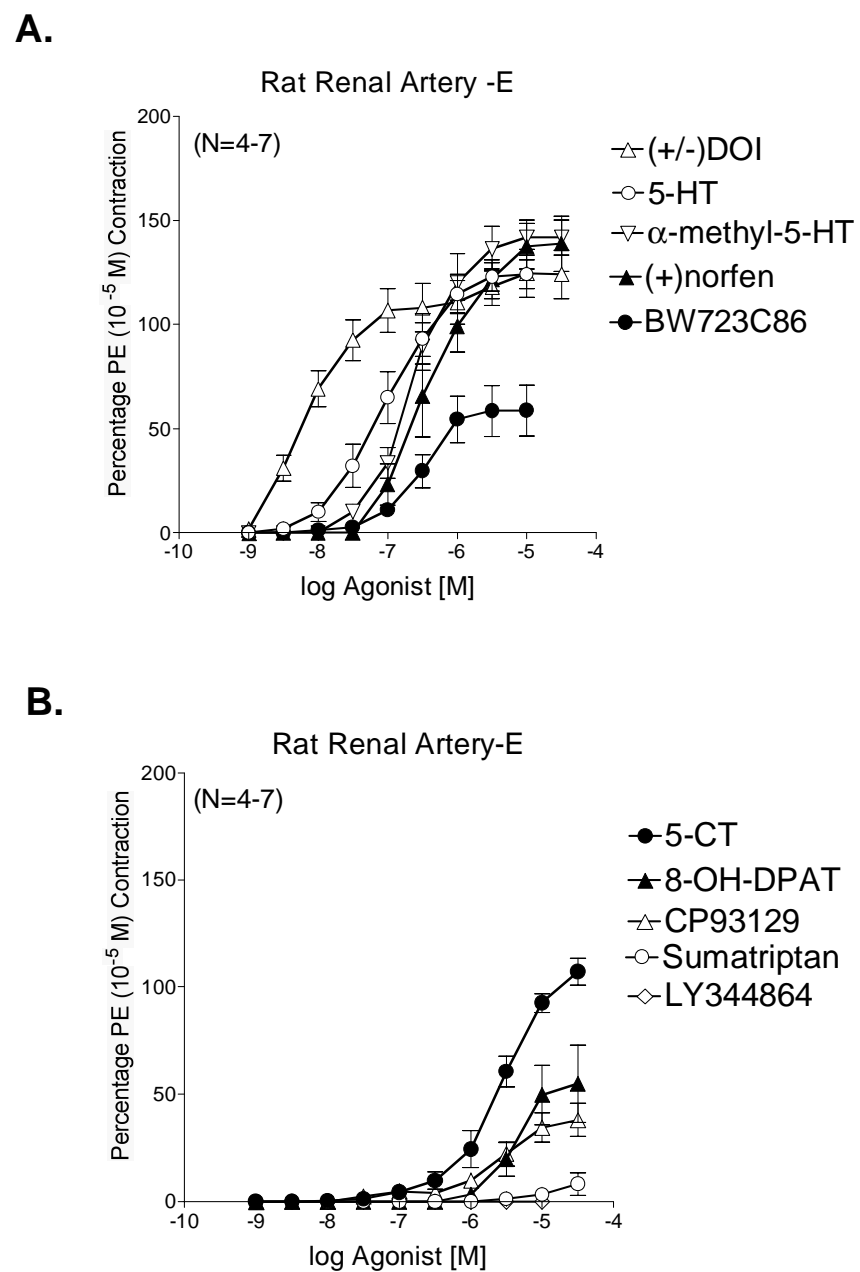 A.
Rat Renal Artery -E
(N=4-7)
Percentage PE (10⁻⁵ M) Contraction
200
150
100
50
0
-10 -9 -8 -7 -6 -5 -4
log Agonist [M]
(+/-)DOI
5-HT
α-methyl-5-HT
(+)norfen
BW723C86
B.
Rat Renal Artery-E
(N=4-7)
Percentage PE (10⁻⁵ M) Contraction
200
150
100
50
0
-10 -9 -8 -7 -6 -5 -4
log Agonist [M]
5-CT
8-OH-DPAT
CP93129
Sumatriptan
LY344864